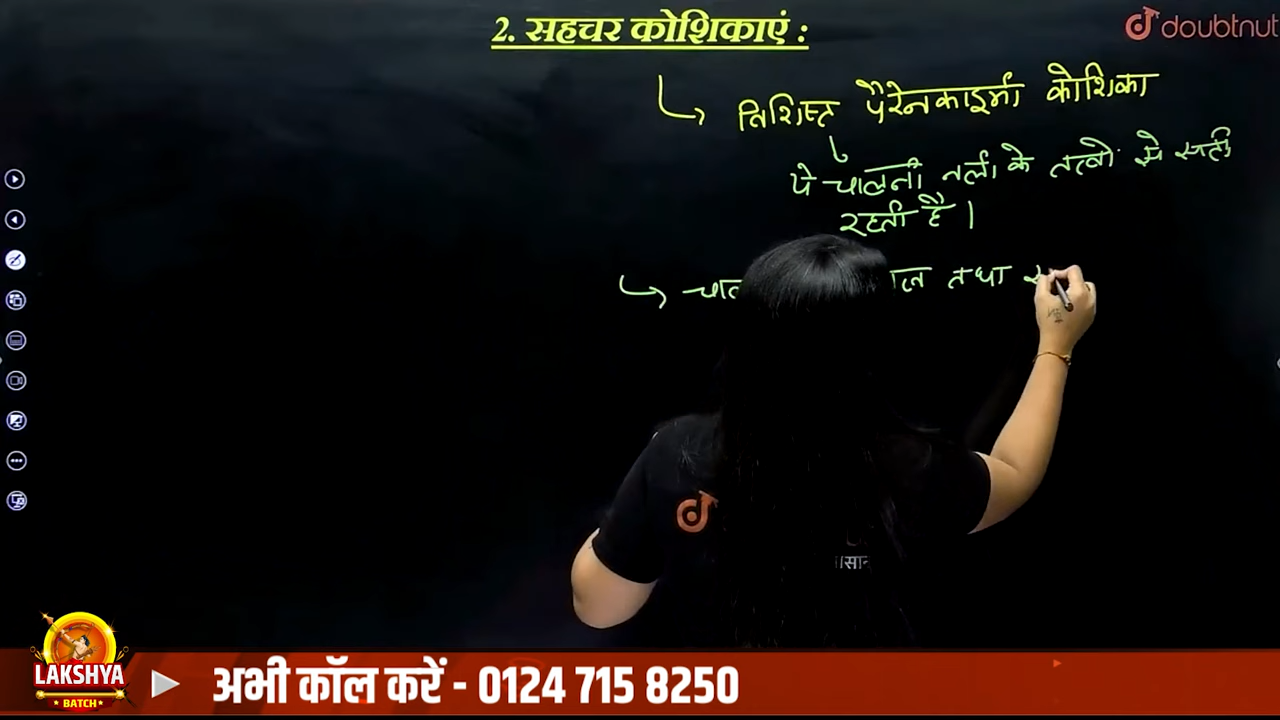 2. सहचर कोशिकाएं :
doubtnut
विशिष्ट पैरेनकाइमा कोशिका
ये चालनी नली के तत्वों से सटी
रहती है ।
तथा
LAKSHYA
BATCH
अभी कॉल करें - 0124 715 8250